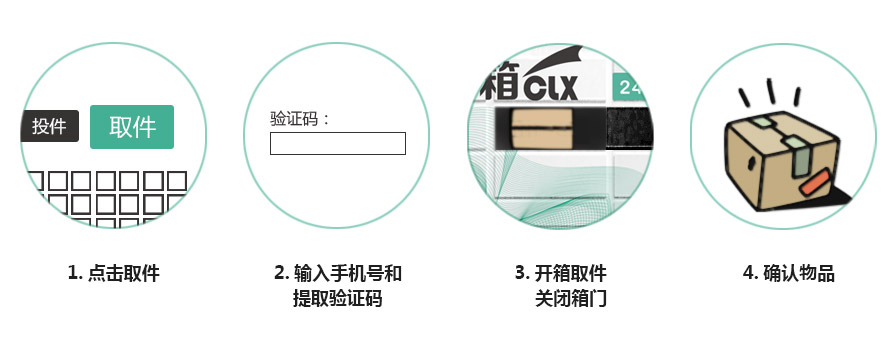 投件 取件
验证码：
箱CLX
24
1. 点击取件
2. 输入手机号和
提取验证码
3. 开箱取件
关闭箱门
4. 确认物品